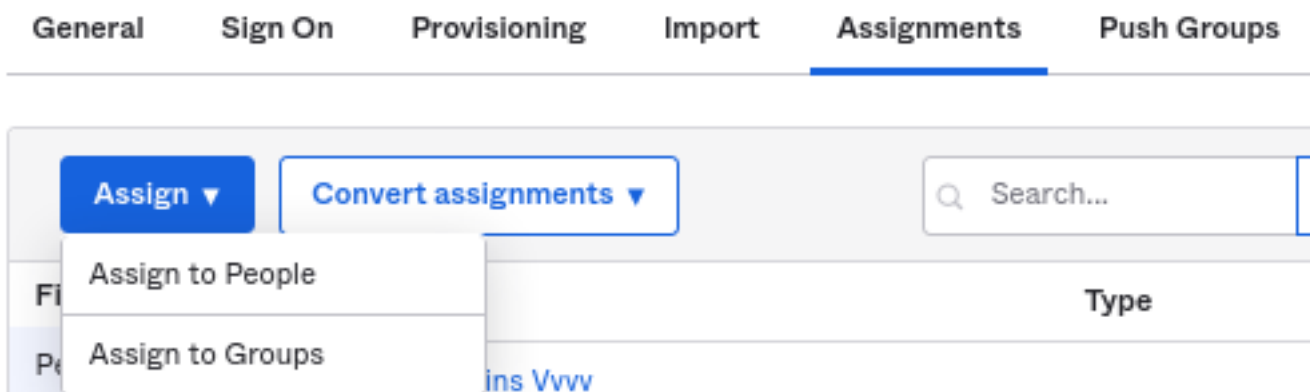 General Sign On Provisioning Import Assignments Push Groups
Assign ▼ Convert assignments ▼ Search...
Assign to People
Type
Assign to Groups
Vvvv